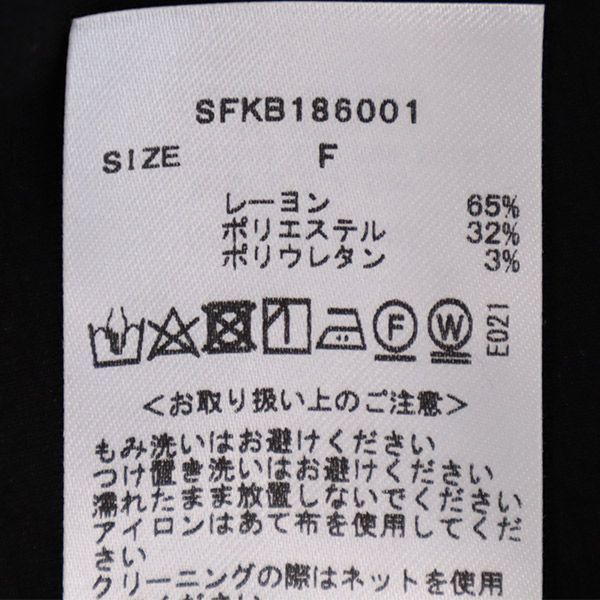 SFKB186001
SIZE F
レーヨン 65%
ポリエステル 32%
ポリウレタン 3%
F W E021
<お取り扱い上のご注意>
もみ洗いはお避けください
つけ置き洗いはお避けください
濡れたまま放置しないでください
アイロンはあて布を使用してくだ
さい
クリーニングの際はネットを使用